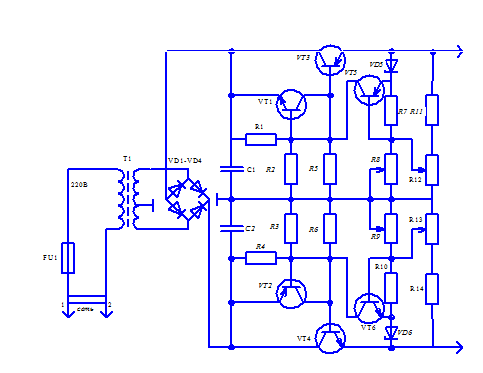 VT3
VT5
VD5
VT1
R7 R11
R1
T1
VD1-VD4
C1
R2
R5
R8
R12
220В
C2
R3
R6
R9
R13
R4
FU1
R10
VT2
R14
1
2
сеть
VT4
VT6
VD6